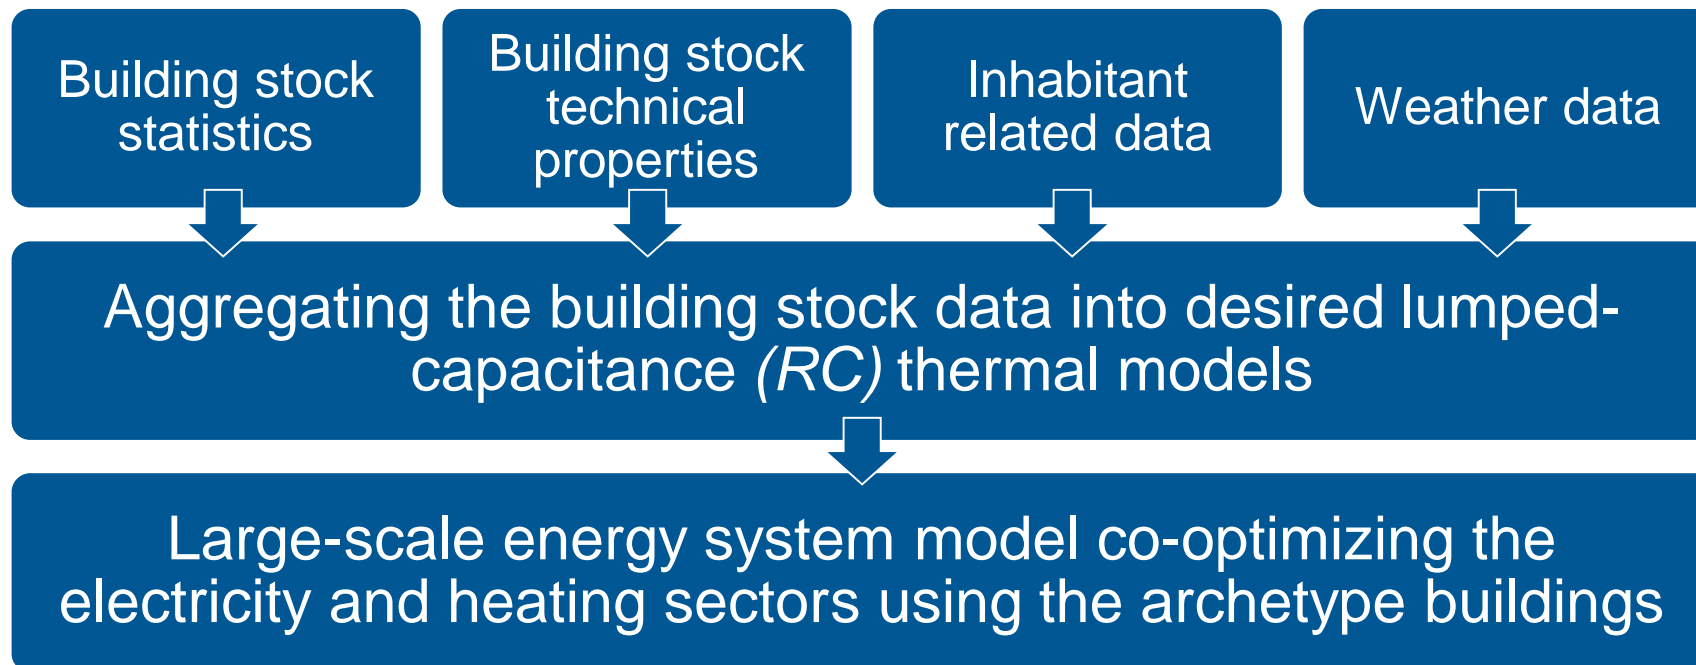 Building stock
statistics
Building stock
technical
properties
Inhabitant
related data
Weather data
Aggregating the building stock data into desired lumped-
capacitance (RC) thermal models
Large-scale energy system model co-optimizing the
electricity and heating sectors using the archetype buildings